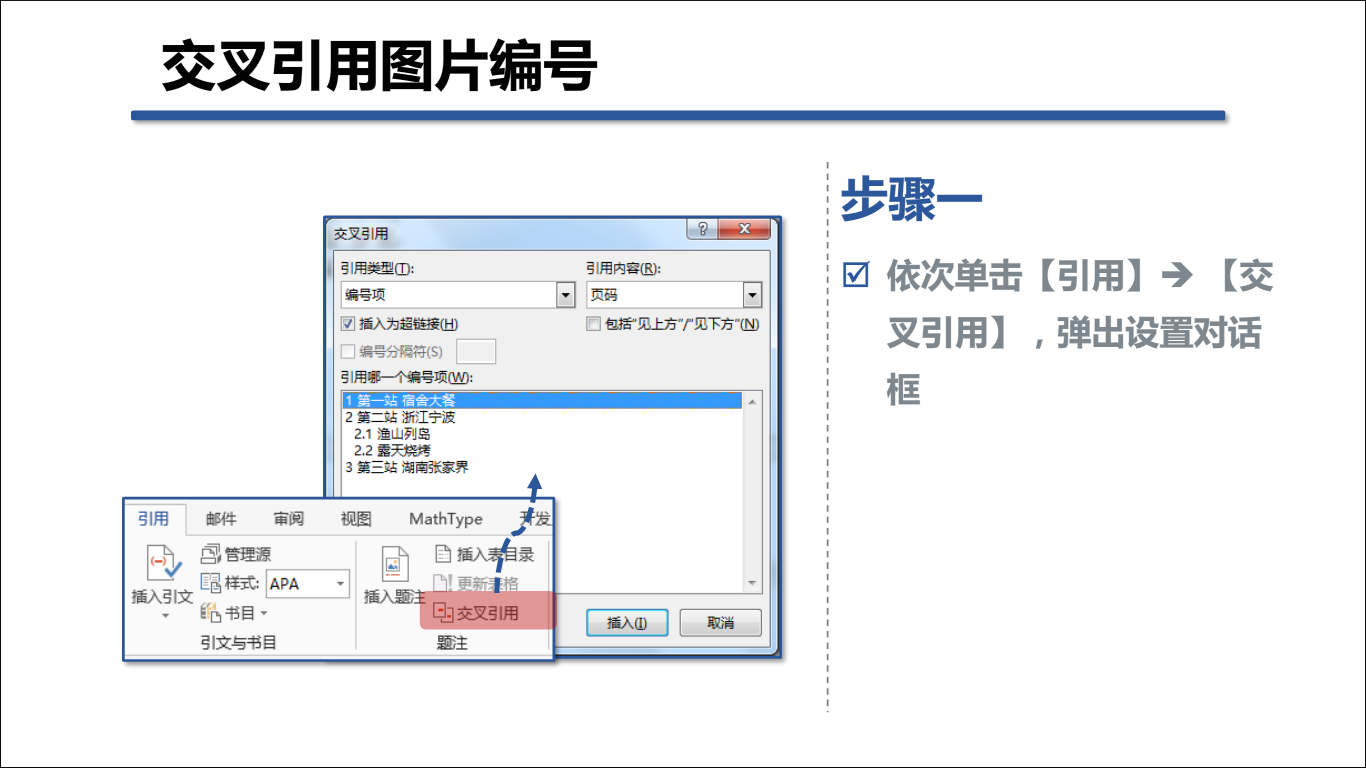 交叉引用图片编号
步骤一
依次单击【引用】➔ 【交
叉引用】，弹出设置对话
框
交叉引用
引用类型(T):
引用内容(R):
编号项
页码
插入为超链接(H)
包括“见上方”/“见下方”(N)
编号分隔符(S)
引用哪一个编号项(W):
1 第一站 宿舍大餐
2 第二站 浙江宁波
2.1 渔山列岛
2.2 露天烧烤
3 第三站 湖南张家界
插入(I)
取消
引用 邮件 审阅 视图 MathType 开发
插入引文
管理源
样式: APA
书目
引文与书目
插入题注
插入表目录
更新表格
交叉引用
题注